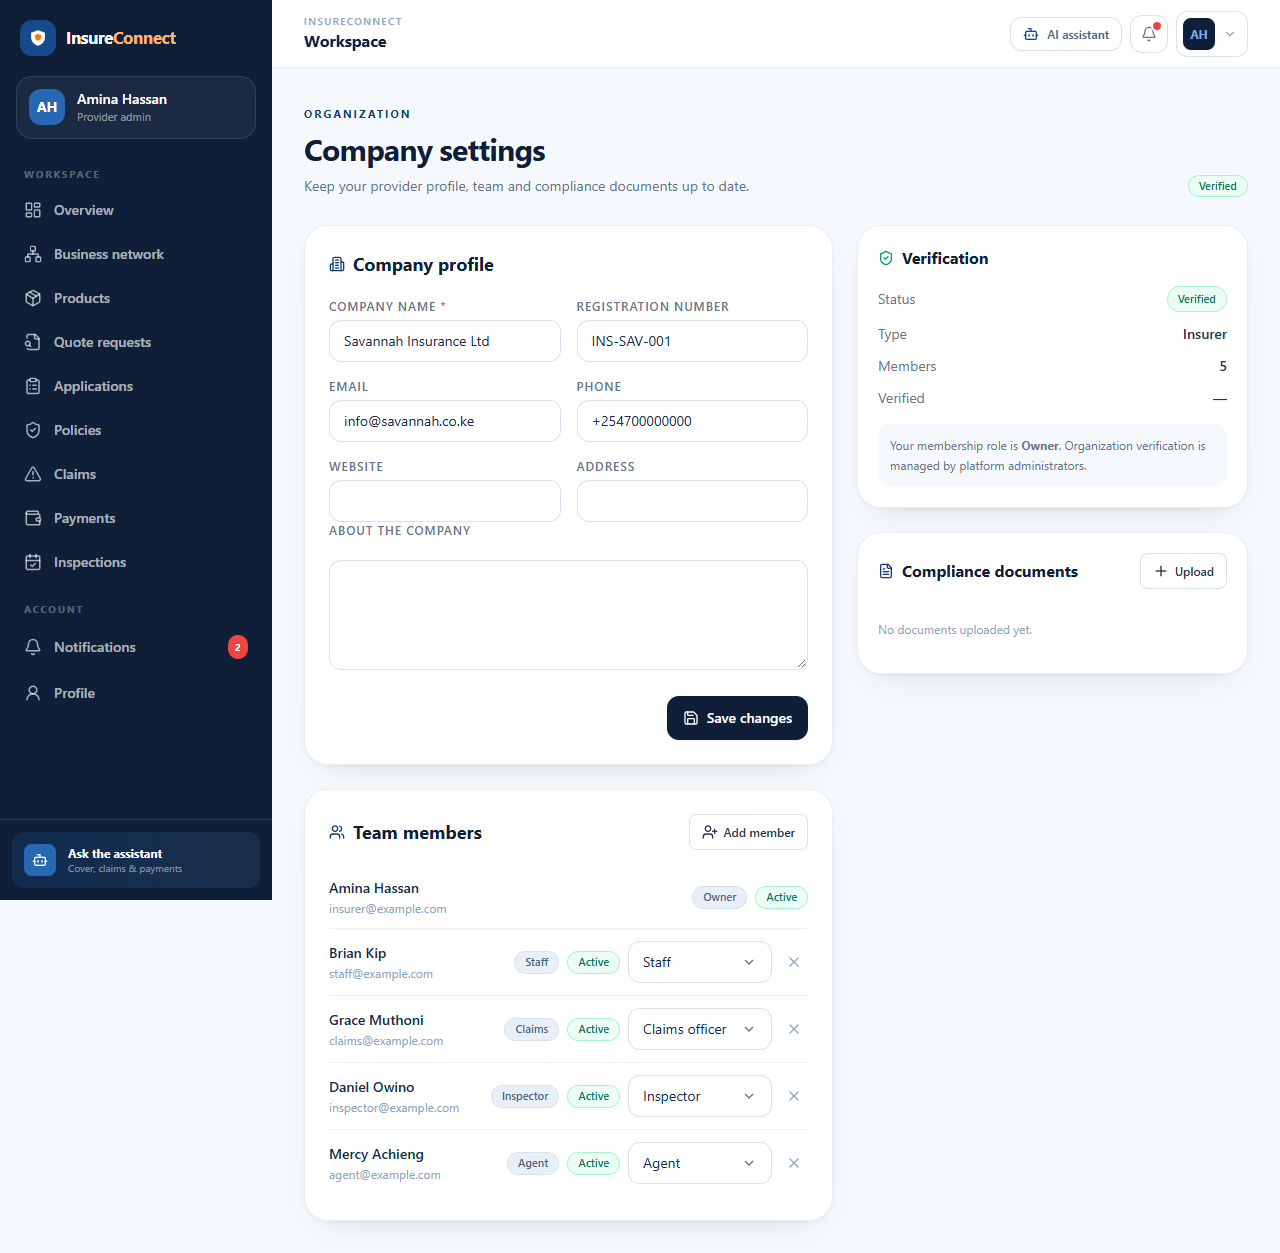 InsureConnect
AH
Amina Hassan
Provider admin
WORKSPACE
Overview
Business network
Products
Quote requests
Applications
Policies
Claims
Payments
Inspections
ACCOUNT
Notifications
2
Profile
Ask the assistant
Cover, claims & payments
INSURECONNECT
Workspace
AI assistant
AH
ORGANIZATION
Company settings
Keep your provider profile, team and compliance documents up to date.
Verified
Company profile
COMPANY NAME *
REGISTRATION NUMBER
Savannah Insurance Ltd
INS-SAV-001
EMAIL
PHONE
info@savannah.co.ke
+254700000000
WEBSITE
ADDRESS
ABOUT THE COMPANY
Save changes
Verification
Status
Verified
Type
Insurer
Members
5
Verified
—
Your membership role is Owner. Organization verification is
managed by platform administrators.
Compliance documents
Upload
No documents uploaded yet.
Team members
Add member
Amina Hassan
insurer@example.com
Owner
Active
Brian Kip
staff@example.com
Staff
Active
Staff
Grace Muthoni
claims@example.com
Claims
Active
Claims officer
Daniel Owino
inspector@example.com
Inspector
Active
Inspector
Mercy Achieng
agent@example.com
Agent
Active
Agent